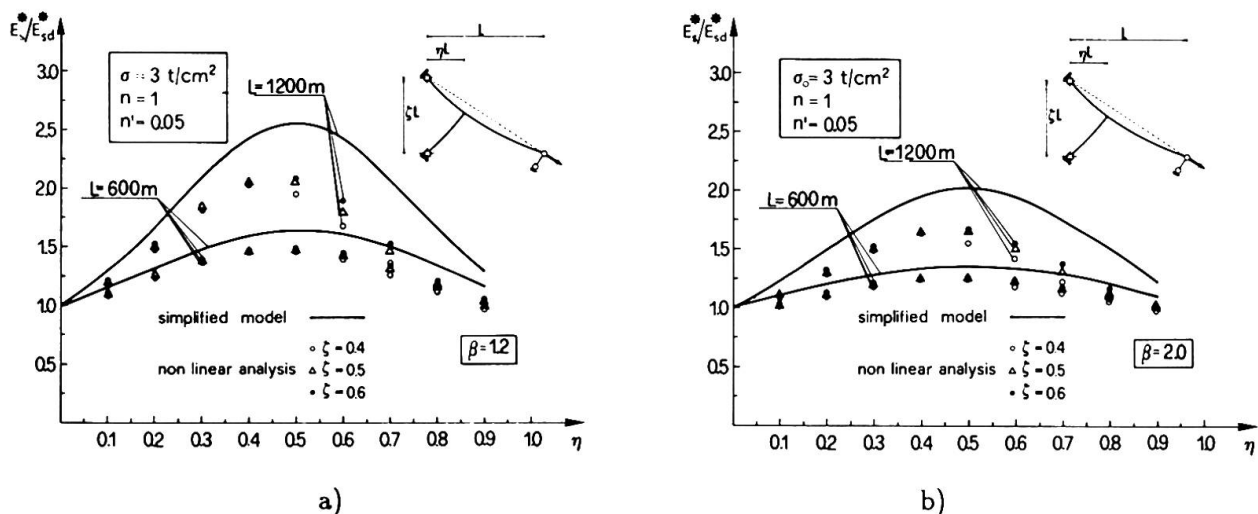 E*s/E*sd
3.0
2.5
2.0
1.5
1.0
0.5
σ = 3 t/cm²
n = 1
n' = 0.05
L=1200m
L=600m
L
ηL
ζL
simplified model
non linear analysis
○ ζ = 0.4
△ ζ = 0.5
• ζ = 0.6
β=1.2
0.1 0.2 0.3 0.4 0.5 0.6 0.7 0.8 0.9 1.0 η
a)
E*s/E*sd
3.0
2.5
2.0
1.5
1.0
0.5
σ₀= 3 t/cm²
n = 1
n' = 0.05
L=1200m
L=600m
L
ηL
ζL
simplified model
non linear analysis
○ ζ = 0.4
△ ζ = 0.5
• ζ = 0.6
β=2.0
0.1 0.2 0.3 0.4 0.5 0.6 0.7 0.8 0.9 1.0 η
b)